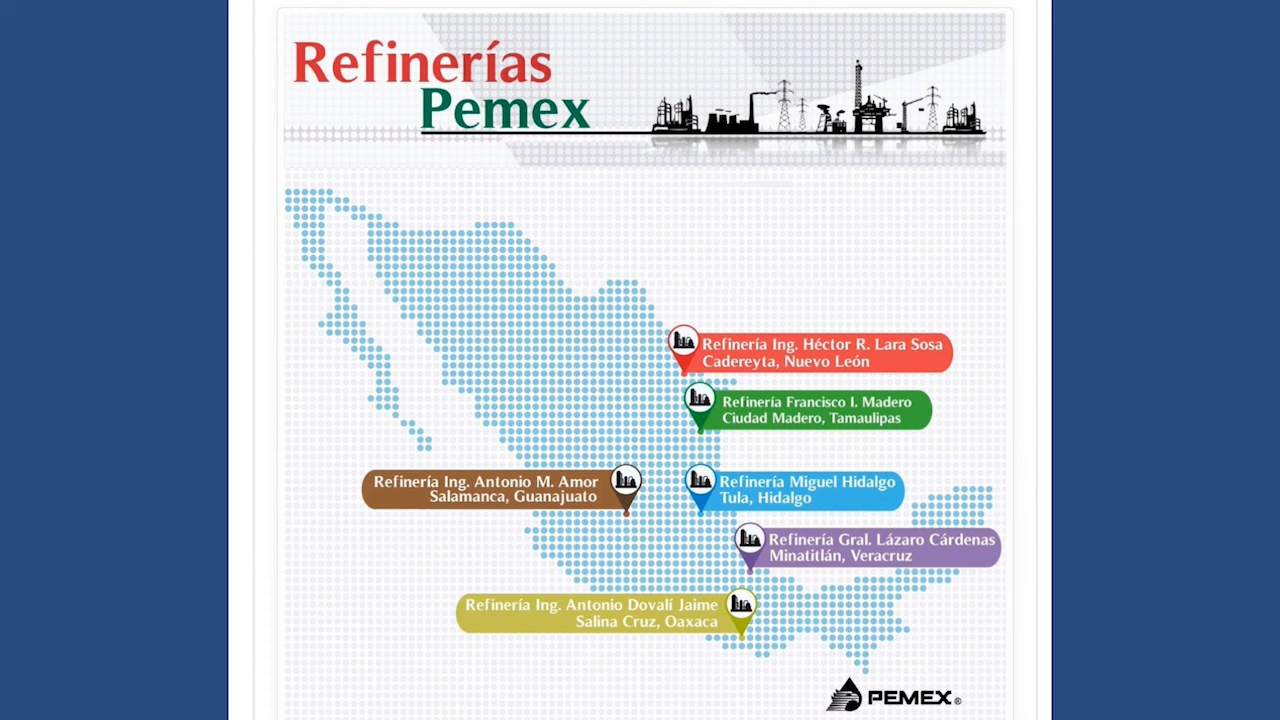 Refinerías
Pemex
Refinería Ing. Héctor R. Lara Sosa
Cadereyta, Nuevo León
Refinería Francisco I. Madero
Ciudad Madero, Tamaulipas
Refinería Ing. Antonio M. Amor
Salamanca, Guanajuato
Refinería Miguel Hidalgo
Tula, Hidalgo
Refinería Gral. Lázaro Cárdenas
Minatitlán, Veracruz
Refinería Ing. Antonio Dovalí Jaime
Salina Cruz, Oaxaca
PEMEX®